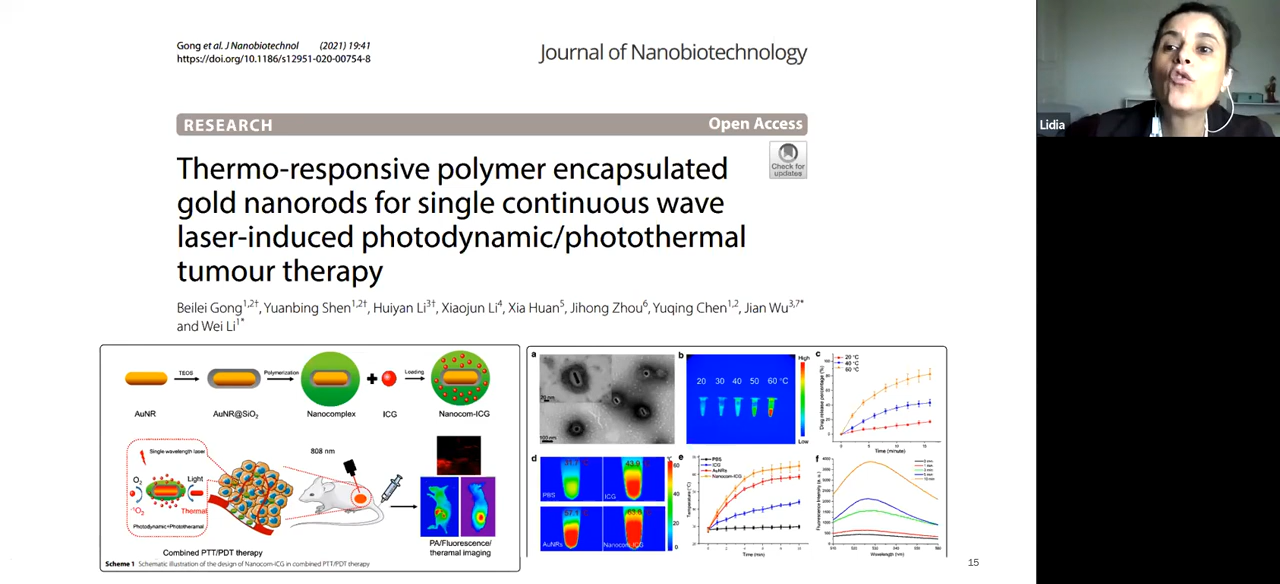 Gong et al. J Nanobiotechnol (2021) 19:41
https://doi.org/10.1186/s12951-020-00754-8
Journal of Nanobiotechnology
RESEARCH
Open Access
Check for
updates
Thermo-responsive polymer encapsulated
gold nanorods for single continuous wave
laser-induced photodynamic/photothermal
tumour therapy
Beilei Gong1,2†, Yuanbing Shen1,2†, Huiyan Li3†, Xiaojun Li4, Xia Huan5, Jihong Zhou6, Yuqing Chen1,2, Jian Wu3,7*
and Wei Li1*
TEOS
Polymerization
Loading
AuNR
AuNR@SiO2
Nanocomplex
ICG
Nanocom-ICG
Single wavelength laser
808 nm
O2
Light
¹O2
Thermal
Photodynamic+Photothermal
PA/Fluorescence/
thermal imaging
Combined PTT/PDT therapy
Scheme 1 Schematic illustration of the design of Nanocom-ICG in combined PTT/PDT therapy
a
b
20 30 40 50 60 °C
High
Low
c
20 °C
40 °C
60 °C
Drug release percentage (%)
Time (minute)
d
PBS
43.9
ICG
AuNRs
Nanocom-ICG
60
40
20
0
e
PBS
ICG
AuNRs
Nanocom-ICG
Temperature (°C)
Time (min)
f
Fluorescence Intensity (a. u.)
Wavelength (nm)
15
Lidia